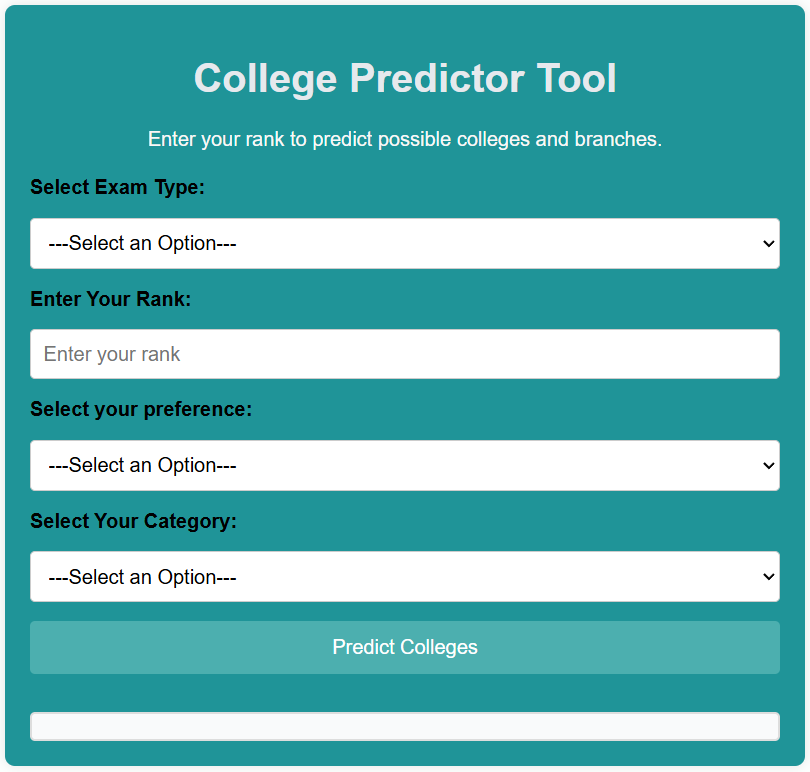 College Predictor Tool
Enter your rank to predict possible colleges and branches.
Select Exam Type:
---Select an Option---
Enter Your Rank:
Enter your rank
Select your preference:
---Select an Option---
Select Your Category:
---Select an Option---
Predict Colleges